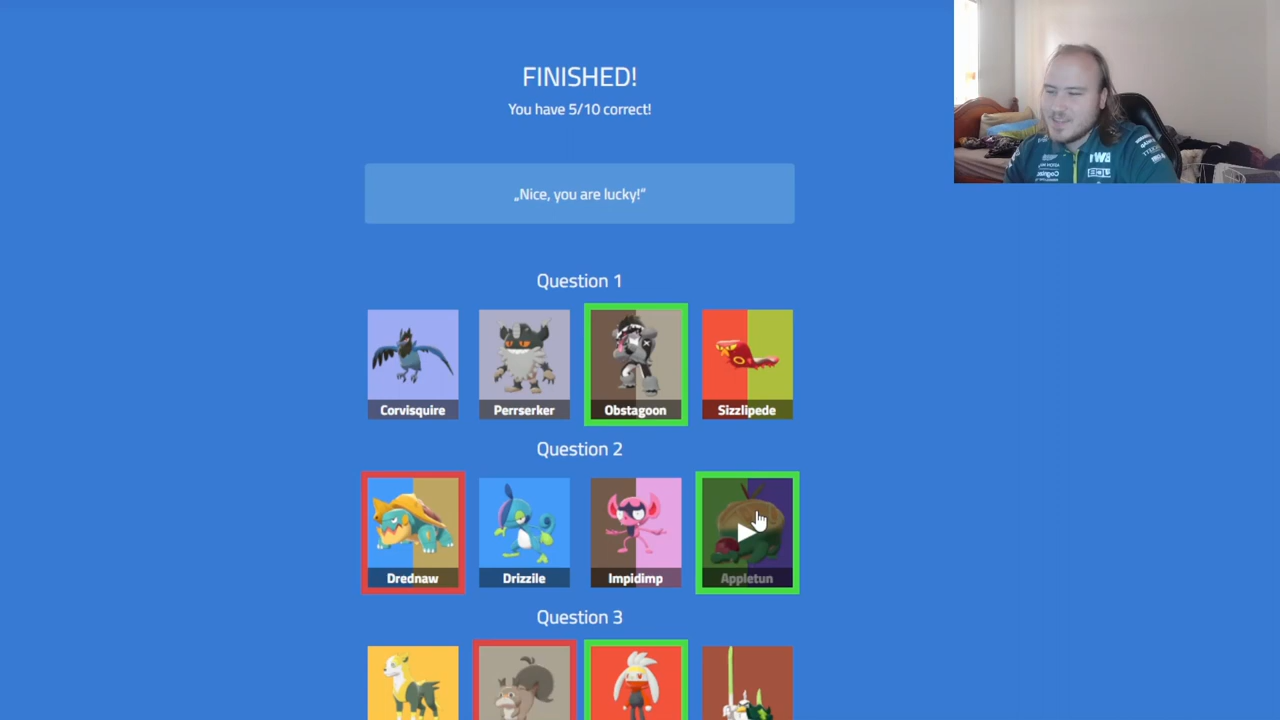 FINISHED!
You have 5/10 correct!
„Nice, you are lucky!“
Question 1
Corvisquire
Perrserker
Obstagoon
Sizzlipede
Question 2
Drednaw
Drizzile
Impidimp
Appletun
Question 3